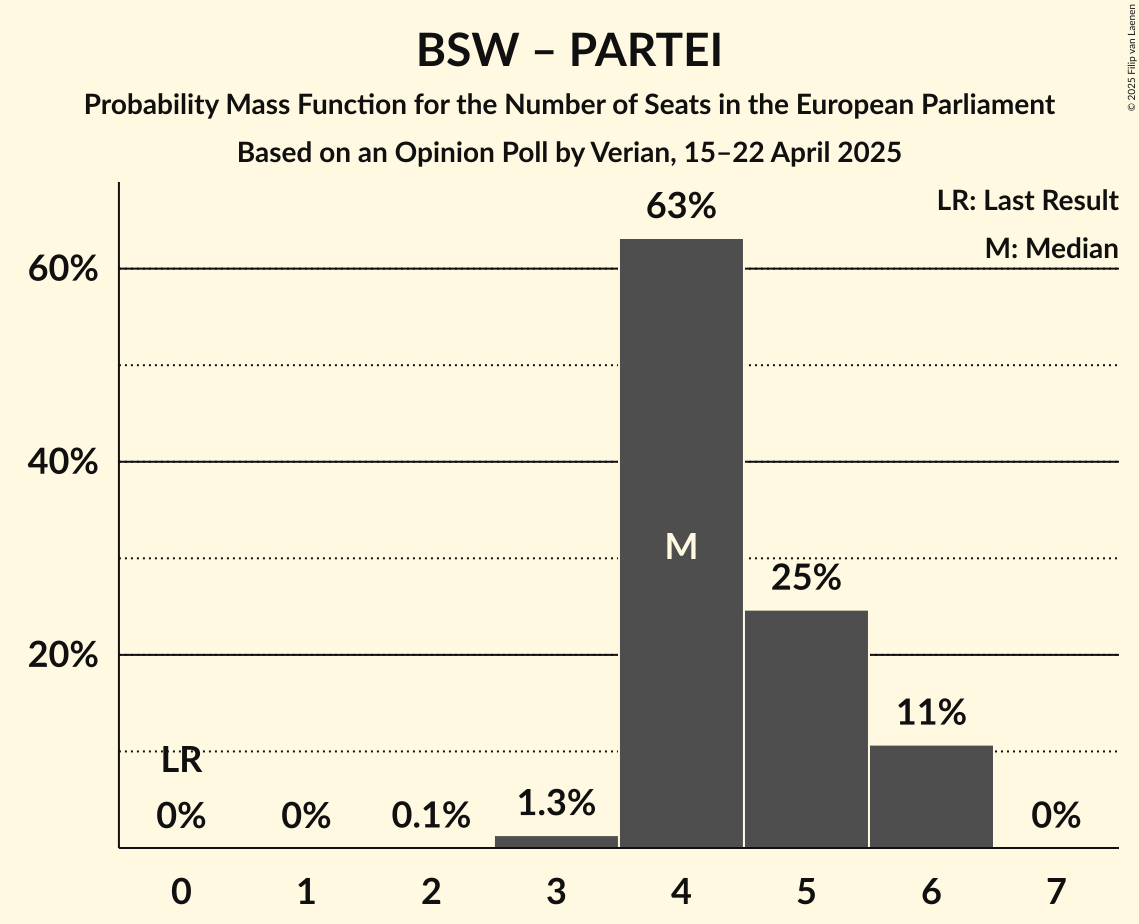 BSW – PARTEI
Probability Mass Function for the Number of Seats in the European Parliament
Based on an Opinion Poll by Verian, 15–22 April 2025
© 2025 Filip van Laenen
LR: Last Result
M: Median
60%
40%
20%
LR
0%
0%
0.1%
1.3%
63%
M
25%
11%
0%
0 1 2 3 4 5 6 7